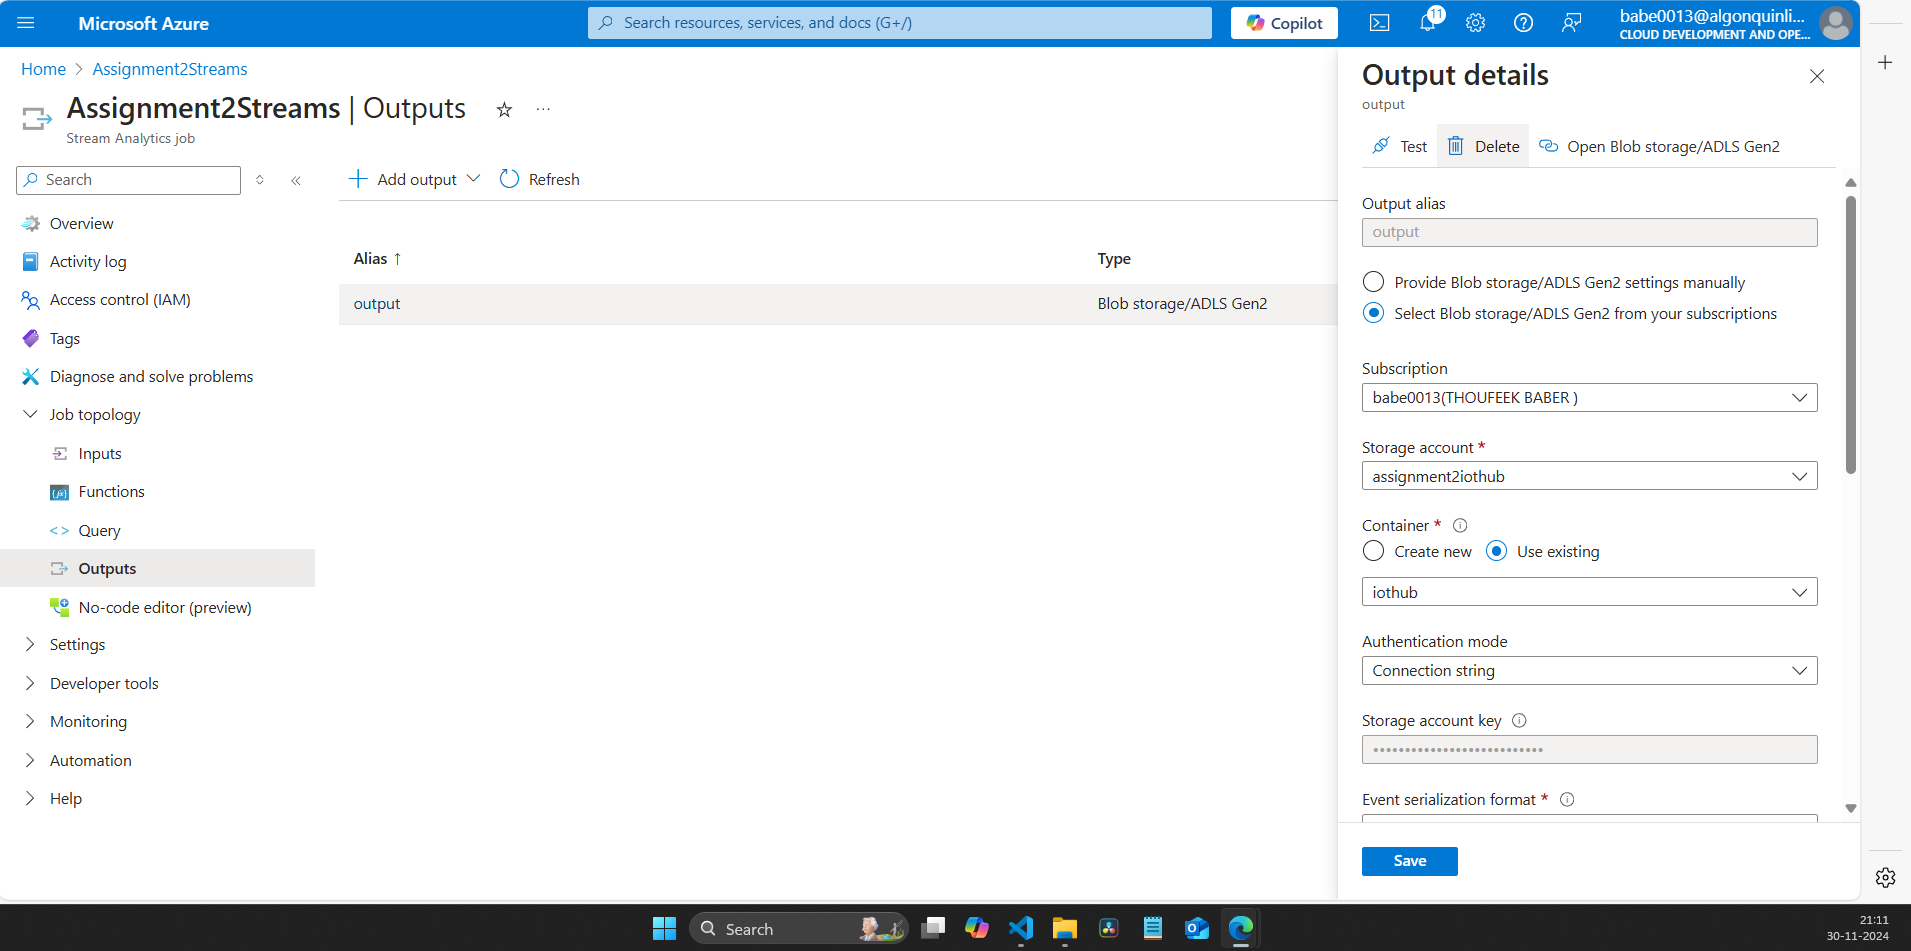 Microsoft Azure
Search resources, services, and docs (G+/)
Copilot
11
babe0013@algonquinli...
CLOUD DEVELOPMENT AND OPE...
Home > Assignment2Streams
Assignment2Streams | Outputs
Stream Analytics job
Search
Overview
Activity log
Access control (IAM)
Tags
Diagnose and solve problems
Job topology
Inputs
Functions
Query
Outputs
No-code editor (preview)
Settings
Developer tools
Monitoring
Automation
Help
Add output
Refresh
Alias ↑
Type
output
Blob storage/ADLS Gen2
Output details
output
Test
Delete
Open Blob storage/ADLS Gen2
Output alias
output
Provide Blob storage/ADLS Gen2 settings manually
Select Blob storage/ADLS Gen2 from your subscriptions
Subscription
babe0013(THOUFEEK BABER )
Storage account *
assignment2iothub
Container *
Create new
Use existing
iothub
Authentication mode
Connection string
Storage account key
•••••••••••••••••••••••••••
Event serialization format *
Save
Search
21:11
30-11-2024